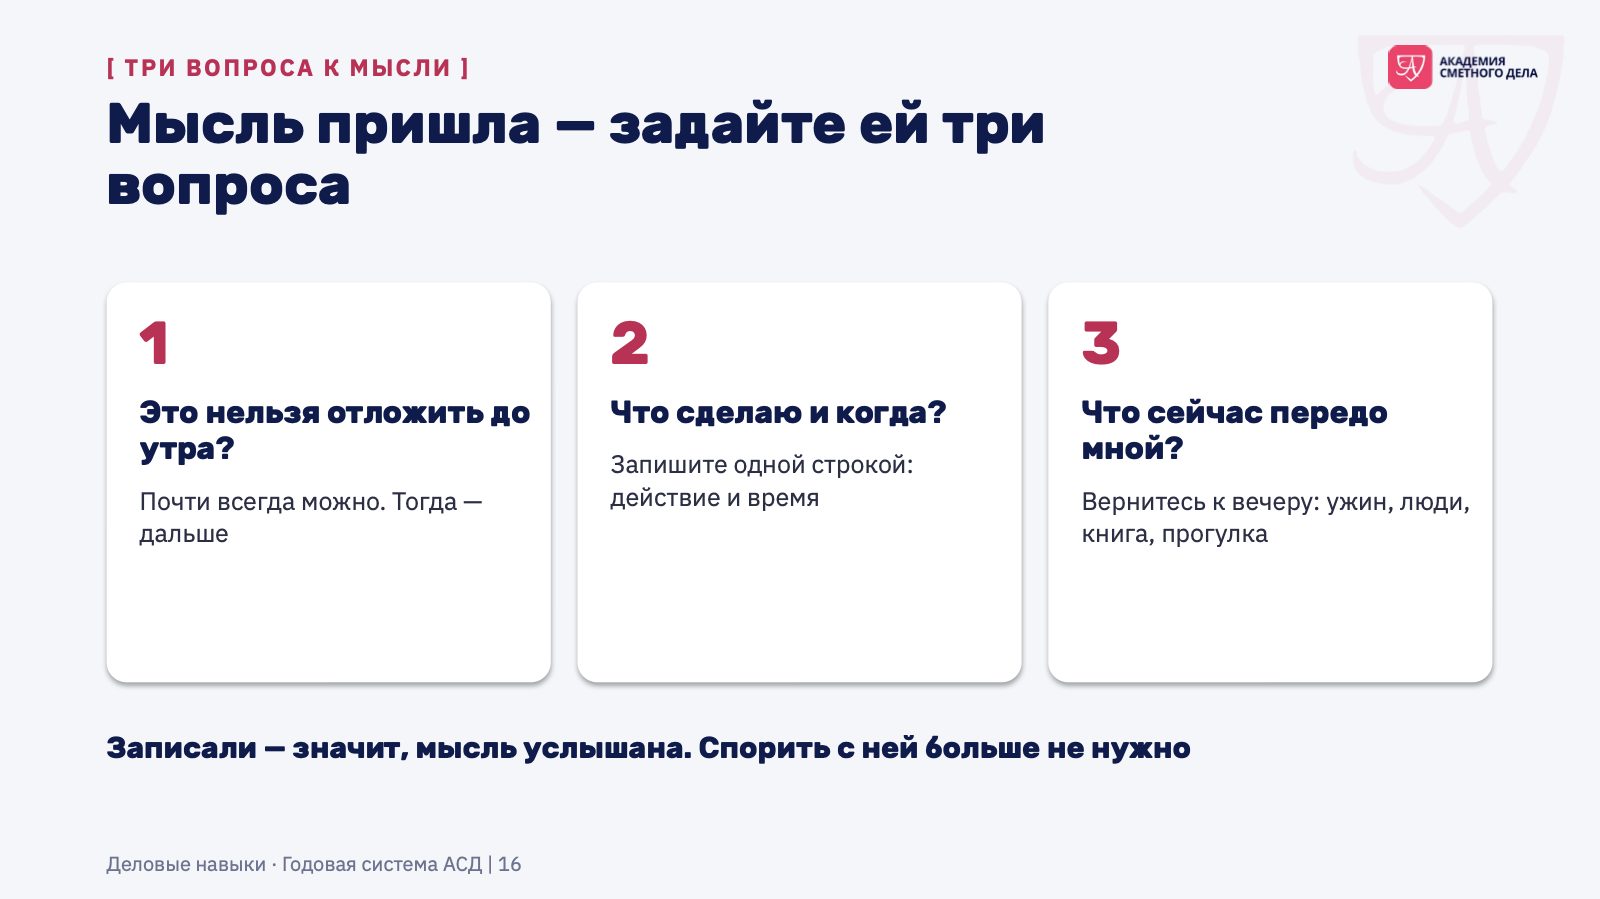 [ ТРИ ВОПРОСА К МЫСЛИ ]
АКАДЕМИЯ
СМЕТНОГО ДЕЛА
Мысль пришла — задайте ей три
вопроса
1
Это нельзя отложить до
утра?
Почти всегда можно. Тогда —
дальше
2
Что сделаю и когда?
Запишите одной строкой:
действие и время
3
Что сейчас передо
мной?
Вернитесь к вечеру: ужин, люди,
книга, прогулка
Записали — значит, мысль услышана. Спорить с ней больше не нужно
Деловые навыки · Годовая система АСД | 16